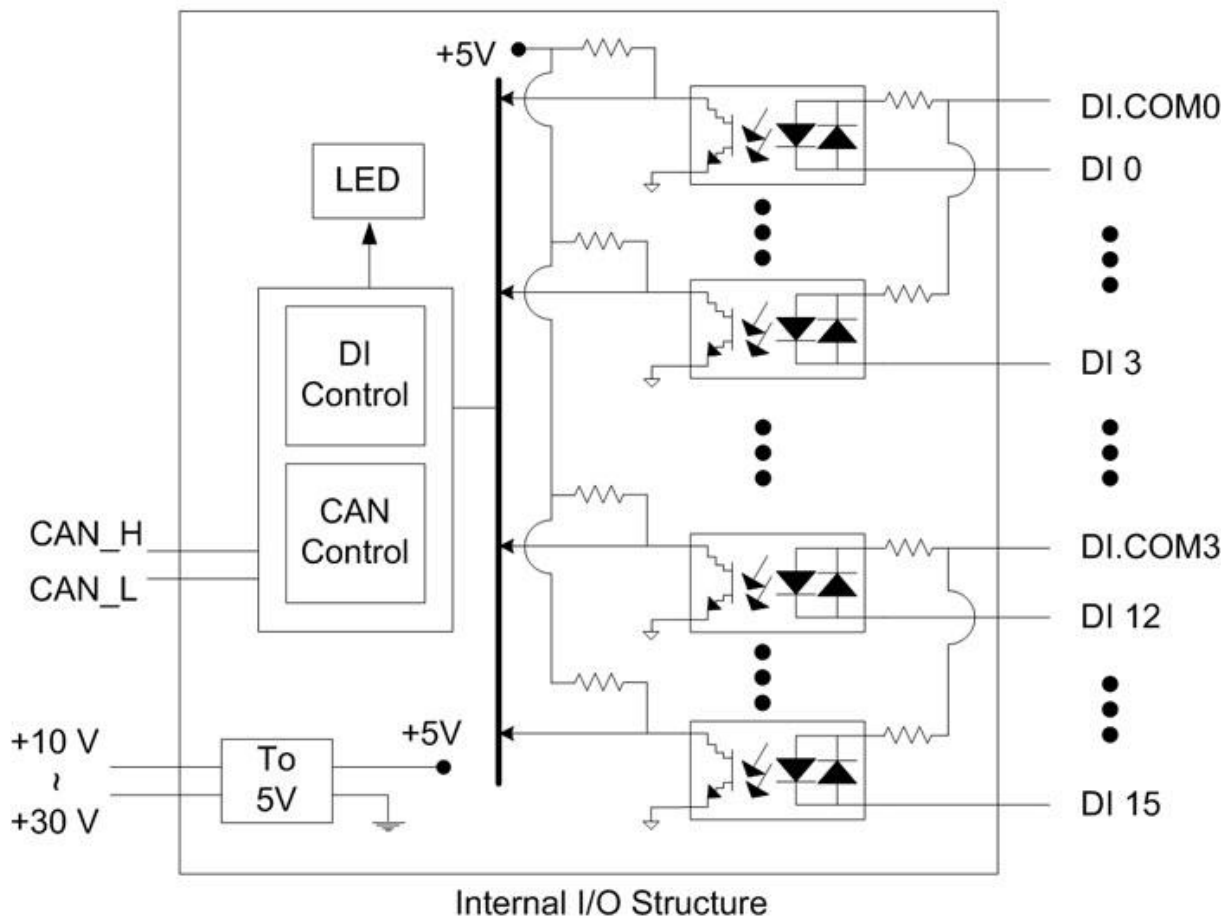 +5V
DI.COM0
LED
DI 0
DI
Control
DI 3
CAN
Control
CAN_H
CAN_L
DI.COM3
DI 12
+10 V
~
+30 V
To
5V
+5V
DI 15
Internal I/O Structure